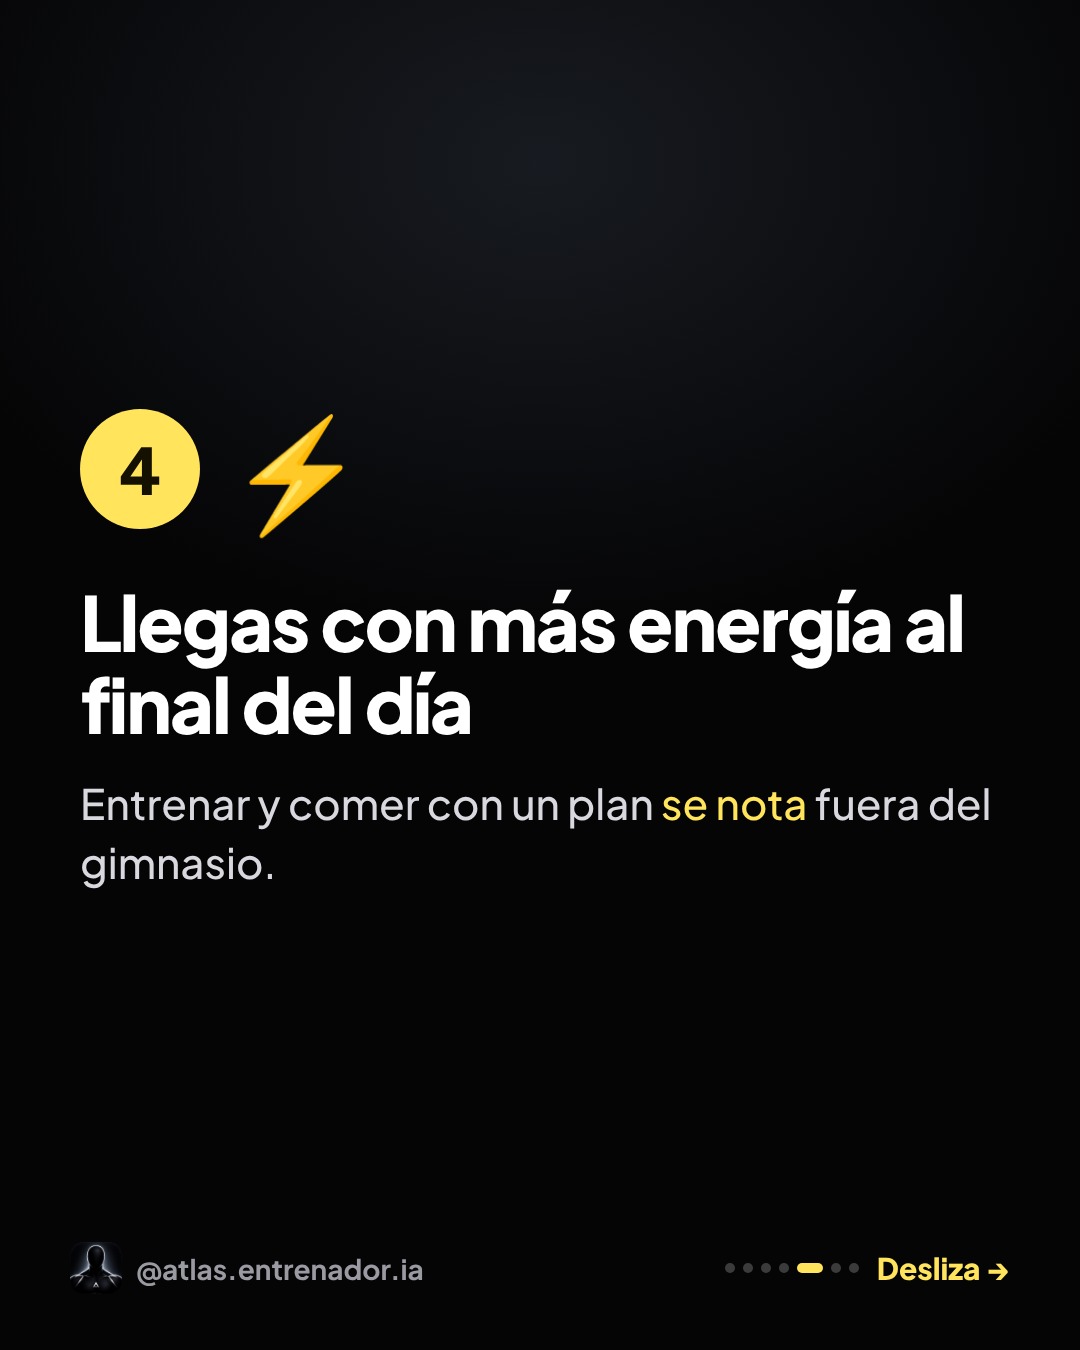 4
Llegas con más energía al
final del día
Entrenar y comer con un plan se nota fuera del
gimnasio.
@atlas.entrenador.ia
Desliza →